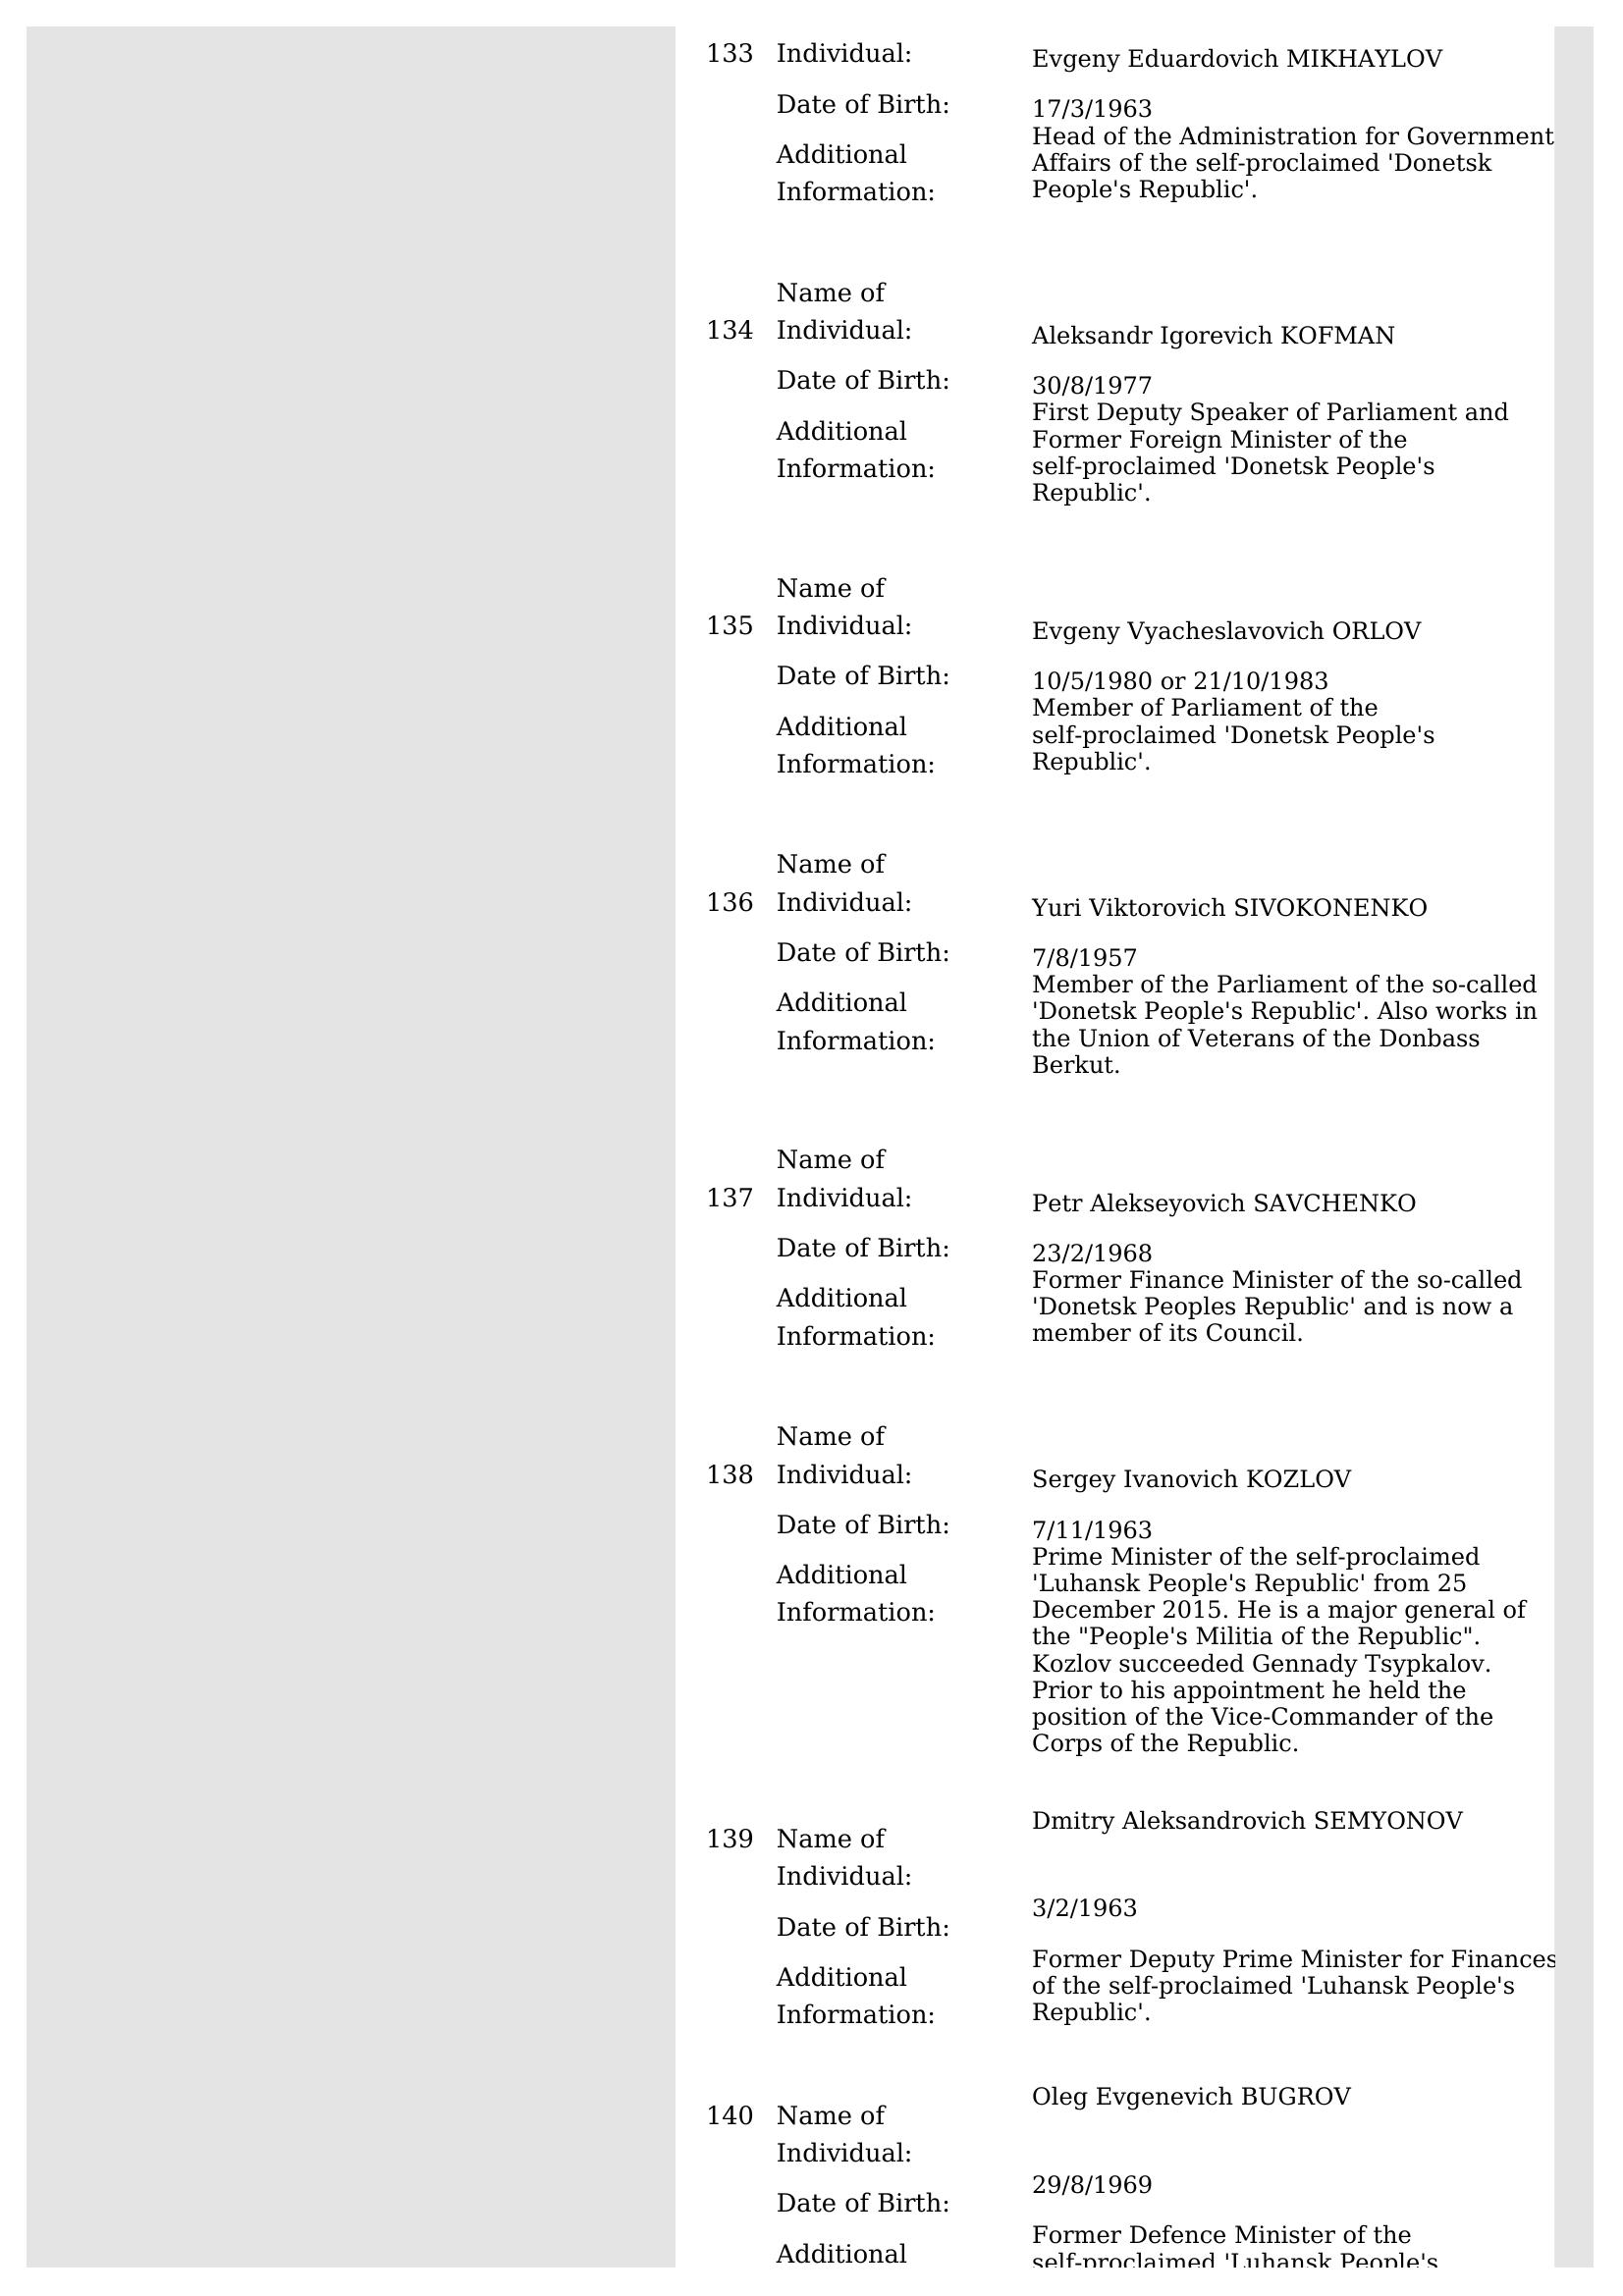 133 Individual: Evgeny Eduardovich MIKHAYLOV
Date of Birth: 17/3/1963
Additional
Information:
Head of the Administration for Government
Affairs of the self-proclaimed 'Donetsk
People's Republic'.
Name of
134 Individual: Aleksandr Igorevich KOFMAN
Date of Birth: 30/8/1977
Additional
Information:
First Deputy Speaker of Parliament and
Former Foreign Minister of the
self-proclaimed 'Donetsk People's
Republic'.
Name of
135 Individual: Evgeny Vyacheslavovich ORLOV
Date of Birth: 10/5/1980 or 21/10/1983
Additional
Information:
Member of Parliament of the
self-proclaimed 'Donetsk People's
Republic'.
Name of
136 Individual: Yuri Viktorovich SIVOKONENKO
Date of Birth: 7/8/1957
Additional
Information:
Member of the Parliament of the so-called
'Donetsk People's Republic'. Also works in
the Union of Veterans of the Donbass
Berkut.
Name of
137 Individual: Petr Alekseyovich SAVCHENKO
Date of Birth: 23/2/1968
Additional
Information:
Former Finance Minister of the so-called
'Donetsk Peoples Republic' and is now a
member of its Council.
Name of
138 Individual: Sergey Ivanovich KOZLOV
Date of Birth: 7/11/1963
Additional
Information:
Prime Minister of the self-proclaimed
'Luhansk People's Republic' from 25
December 2015. He is a major general of
the "People's Militia of the Republic".
Kozlov succeeded Gennady Tsypkalov.
Prior to his appointment he held the
position of the Vice-Commander of the
Corps of the Republic.
139 Name of
Individual:
Dmitry Aleksandrovich SEMYONOV
Date of Birth: 3/2/1963
Additional
Information:
Former Deputy Prime Minister for Finances
of the self-proclaimed 'Luhansk People's
Republic'.
140 Name of
Individual:
Oleg Evgenevich BUGROV
Date of Birth: 29/8/1969
Additional
Former Defence Minister of the
self-proclaimed 'Luhansk People's